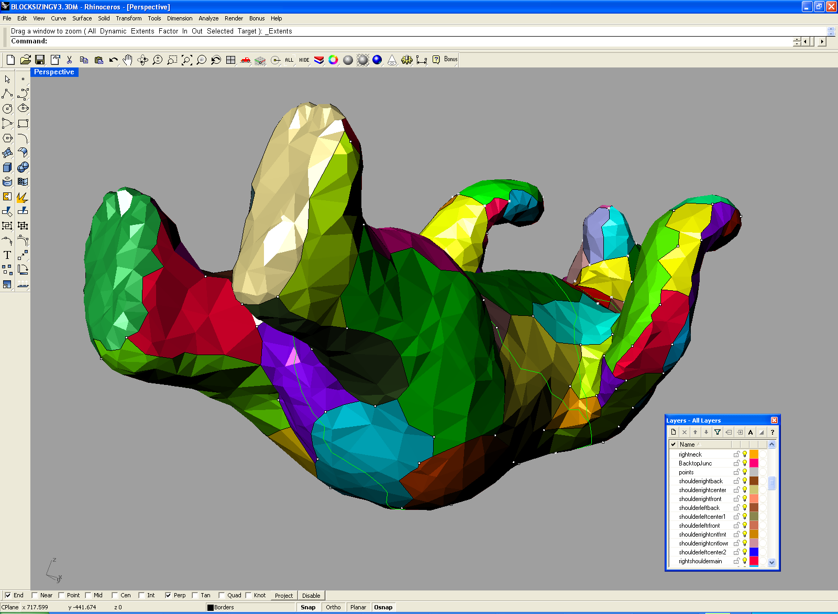 BLOCKSIZINGV3.3DM - Rhinoceros - [Perspective]
File Edit View Curve Surface Solid Transform Tools Dimension Analyze Render Bonus Help
Drag a window to zoom ( All Dynamic Extents Factor In Out Selected Target ): _Extents
Command:
ALL HIDE Bonus
Perspective
T
Layers - All Layers
A ?
Name
rightneck
BacktopJunc
points
shoulderrightback
shoulderrightcenter
shoulderrightfront
shoulderleftback
shoulderleftcenter1
shoulderleftfront
shoulderrightcntfrnt
shoulderrightcntlowr
shoulderleftcenter2
rightshouldermain
z
End Near Point Mid Cen Int Perp Tan Quad Knot Project Disable
CPlane x 717.599 y -441.674 z 0 Borders Snap Ortho Planar Osnap